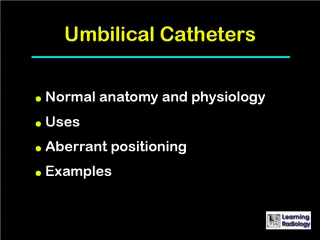 Umbilical Catheters
Normal anatomy and physiology
Uses
Aberrant positioning
Examples
Learning
Radiology